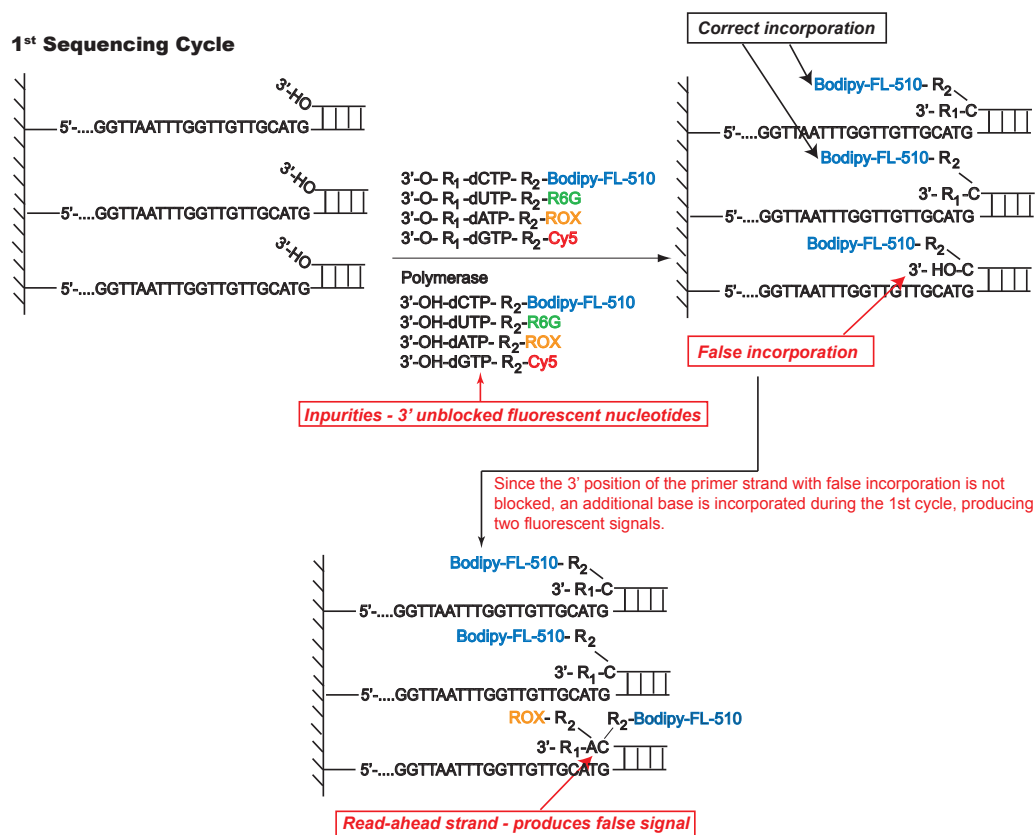 1st Sequencing Cycle
Correct incorporation
3'-HO
5'-....GGTTAATTTGGTTGTTGCATG
3'-HO
5'-....GGTTAATTTGGTTGTTGCATG
3'-HO
5'-....GGTTAATTTGGTTGTTGCATG
3'-O- R1 -dCTP- R2-Bodipy-FL-510
3'-O- R1 -dUTP- R2-R6G
3'-O- R1 -dATP- R2-ROX
3'-O- R1 -dGTP- R2-Cy5
Polymerase
3'-OH-dCTP- R2-Bodipy-FL-510
3'-OH-dUTP- R2-R6G
3'-OH-dATP- R2-ROX
3'-OH-dGTP- R2-Cy5
Inpurities - 3' unblocked fluorescent nucleotides
Bodipy-FL-510- R2
3'- R1-C
5'-....GGTTAATTTGGTTGTTGCATG
Bodipy-FL-510- R2
3'- R1-C
5'-....GGTTAATTTGGTTGTTGCATG
Bodipy-FL-510- R2
3'- HO-C
5'-....GGTTAATTTGGTTGTTGCATG
False incorporation
Since the 3' position of the primer strand with false incorporation is not
blocked, an additional base is incorporated during the 1st cycle, producing
two fluorescent signals.
Bodipy-FL-510- R2
3'- R1-C
5'-....GGTTAATTTGGTTGTTGCATG
Bodipy-FL-510- R2
3'- R1-C
5'-....GGTTAATTTGGTTGTTGCATG
ROX- R2 R2-Bodipy-FL-510
3'- R1-AC
5'-....GGTTAATTTGGTTGTTGCATG
Read-ahead strand - produces false signal